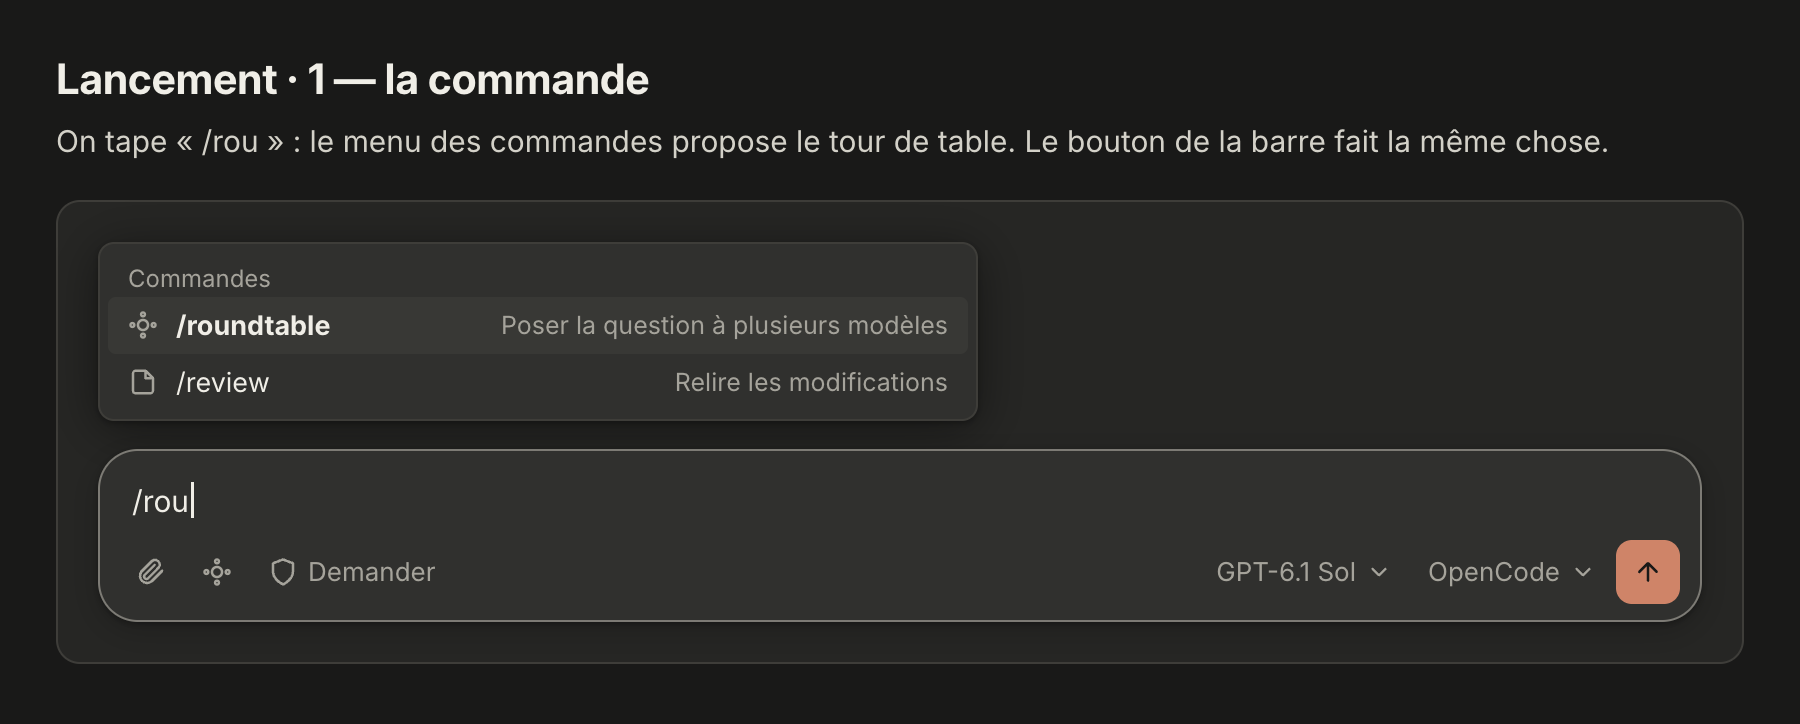 Lancement · 1 — la commande
On tape « /rou » : le menu des commandes propose le tour de table. Le bouton de la barre fait la même chose.
Commandes
/roundtable Poser la question à plusieurs modèles
/review Relire les modifications
/rou
Demander GPT-6.1 Sol OpenCode